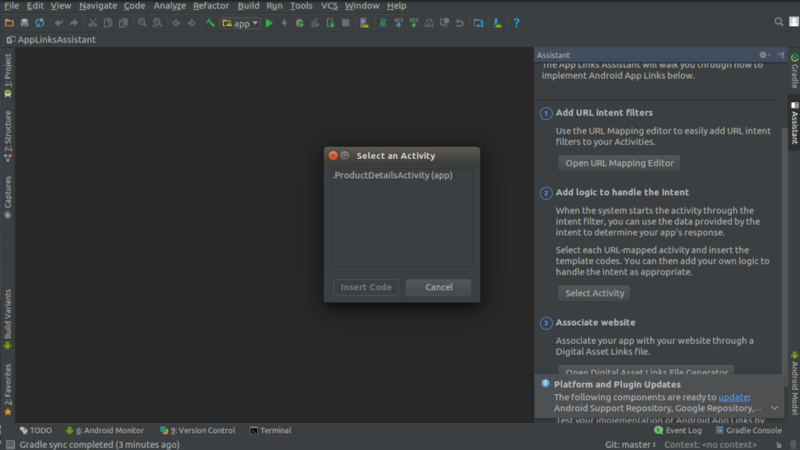 File Edit View Navigate Code Analyze Refactor Build Run Tools VCS Window Help
app
VCS VCS
AppLinksAssistant
1: Project
7: Structure
Captures
Build Variants
2: Favorites
Select an Activity
.ProductDetailsActivity (app)
Insert Code Cancel
Assistant
The App Links Assistant will walk you through how to
implement Android App Links below.
1 Add URL intent filters
Use the URL Mapping editor to easily add URL intent
filters to your Activities.
Open URL Mapping Editor
2 Add logic to handle the intent
When the system starts the activity through the
intent filter, you can use the data provided by the
intent to determine your app's response.
Select each URL-mapped activity and insert the
template codes. You can then add your own logic to
handle the intent as appropriate.
Select Activity
3 Associate website
Associate your app with your website through a
Digital Asset Links file.
Open Digital Asset Links File Generator
Platform and Plugin Updates
The following components are ready to update:
Android Support Repository, Google Repository,...
Test your implementation of Android App Links by
Gradle
Assistant
Android Model
TODO 6: Android Monitor 9: Version Control Terminal
Event Log Gradle Console
Gradle sync completed (3 minutes ago)
Git: master Context: <no context>